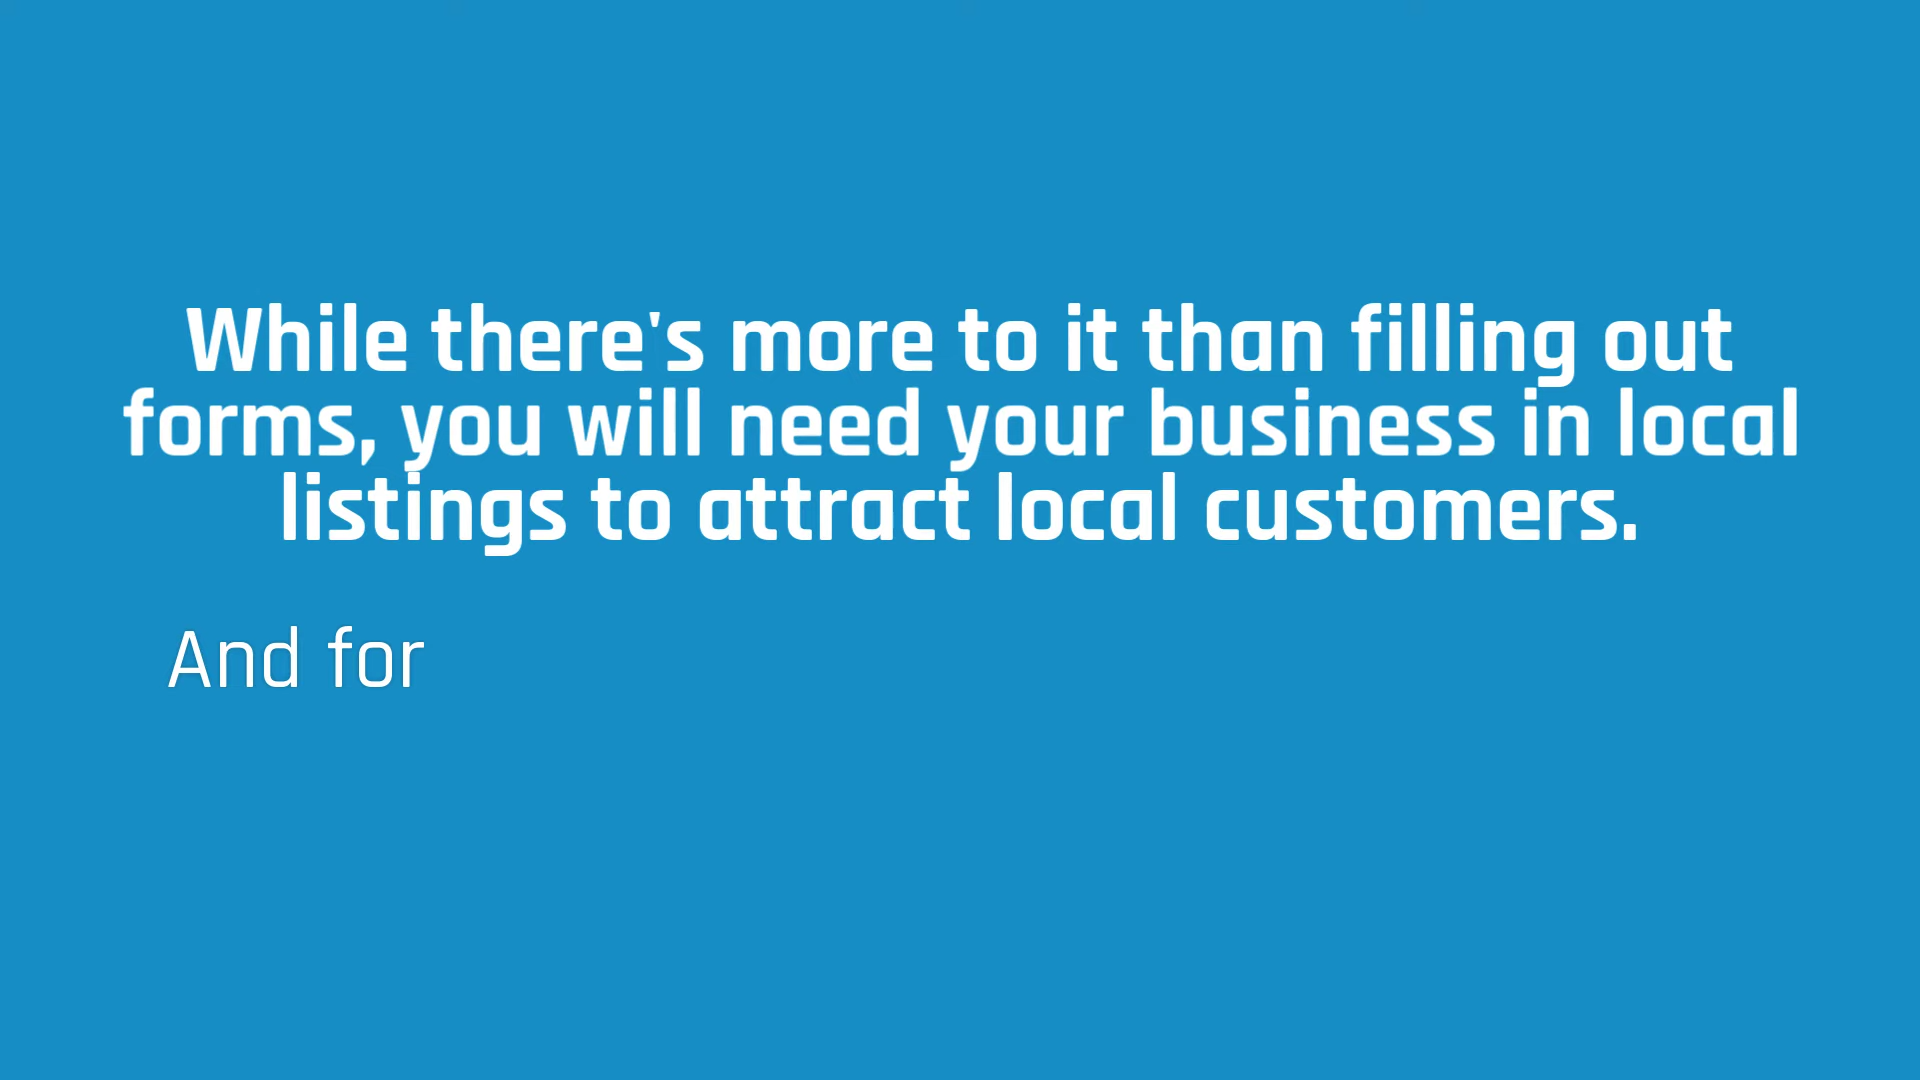 While there's more to it than filling out
forms, you will need your business in local
listings to attract local customers.
And for